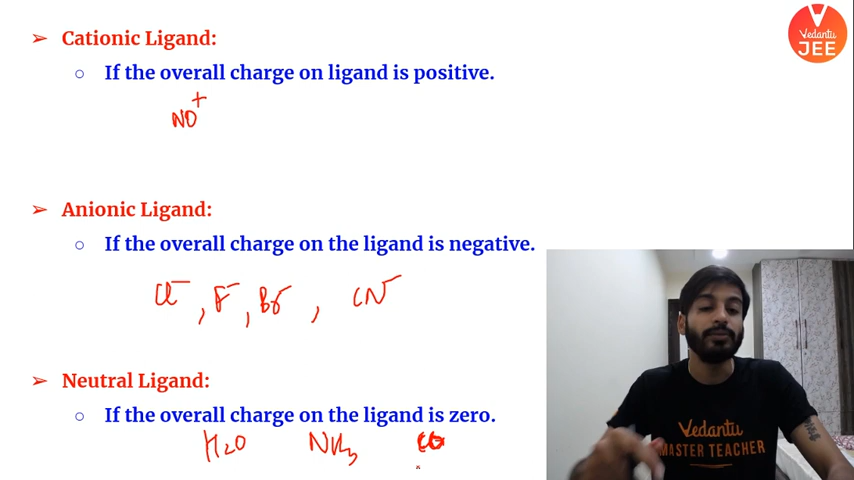 ➢ Cationic Ligand:
○ If the overall charge on ligand is positive.
NO⁺
➢ Anionic Ligand:
○ If the overall charge on the ligand is negative.
Cl⁻, F⁻, Br⁻, CN⁻
➢ Neutral Ligand:
○ If the overall charge on the ligand is zero.
H₂O NH₃ CO
Vedantu
JEE
Vedantu
MASTER TEACHER